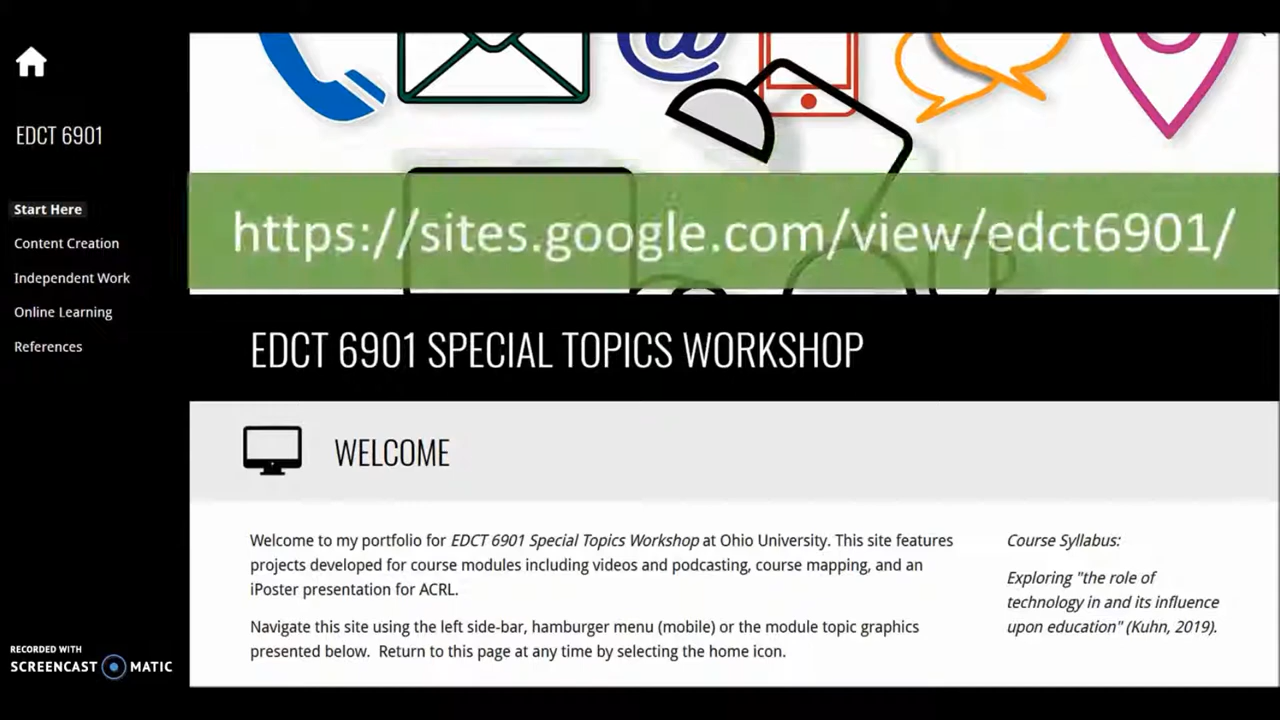 EDCT 6901
Start Here
Content Creation
Independent Work
Online Learning
References
https://sites.google.com/view/edct6901/
EDCT 6901 SPECIAL TOPICS WORKSHOP
WELCOME
Welcome to my portfolio for EDCT 6901 Special Topics Workshop at Ohio University. This site features
projects developed for course modules including videos and podcasting, course mapping, and an
iPoster presentation for ACRL.
Navigate this site using the left side-bar, hamburger menu (mobile) or the module topic graphics
presented below. Return to this page at any time by selecting the home icon.
Course Syllabus:
Exploring "the role of
technology in and its influence
upon education" (Kuhn, 2019).
RECORDED WITH
SCREENCAST MATIC